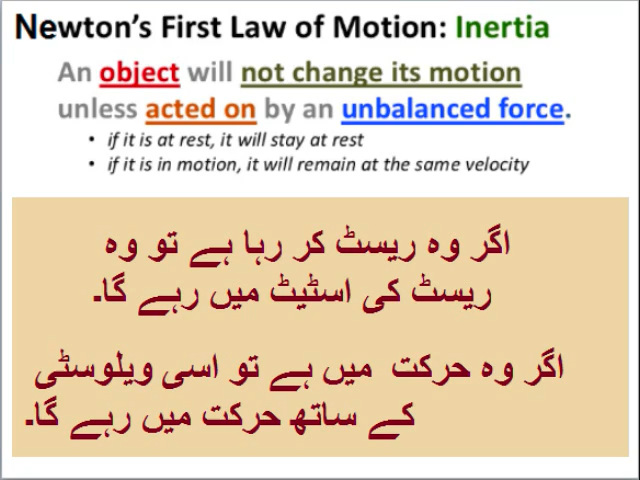 Newton's First Law of Motion: Inertia
An object will not change its motion
unless acted on by an unbalanced force.
• if it is at rest, it will stay at rest
• if it is in motion, it will remain at the same velocity
اگر وہ ریسٹ کر رہا ہے تو وہ
ریسٹ کی اسٹیٹ میں رہے گا۔
اگر وہ حرکت میں ہے تو اسی ویلوسٹی
کے ساتھ حرکت میں رہے گا۔